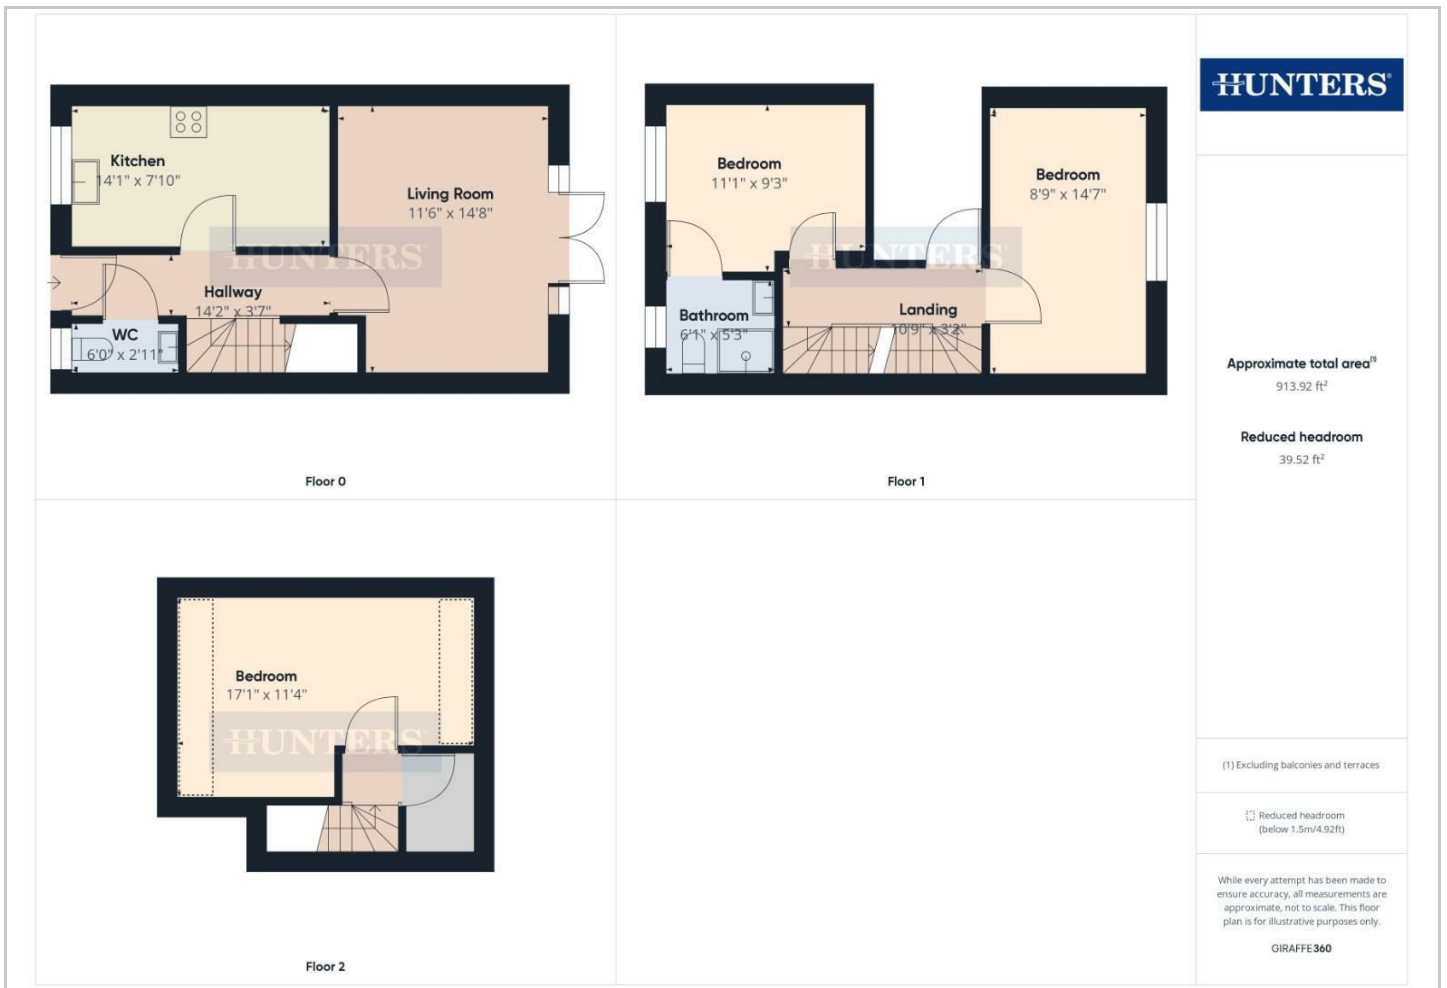 Kitchen
14'1" x 7'10"
Living Room
11'6" x 14'8"
HUNTERS
Hallway
14'2" x 3'7"
WC
6'0" x 2'11"
Floor 0
Bedroom
11'1" x 9'3"
Bedroom
8'9" x 14'7"
HUNTERS
Landing
10'9" x 3'2"
Bathroom
6'1" x 5'3"
Floor 1
Bedroom
17'1" x 11'4"
HUNTERS
Floor 2
HUNTERS®
Approximate total area(1)
913.92 ft²
Reduced headroom
39.52 ft²
(1) Excluding balconies and terraces
Reduced headroom
(below 1.5m/4.92ft)
While every attempt has been made to
ensure accuracy, all measurements are
approximate, not to scale. This floor
plan is for illustrative purposes only.
GIRAFFE360